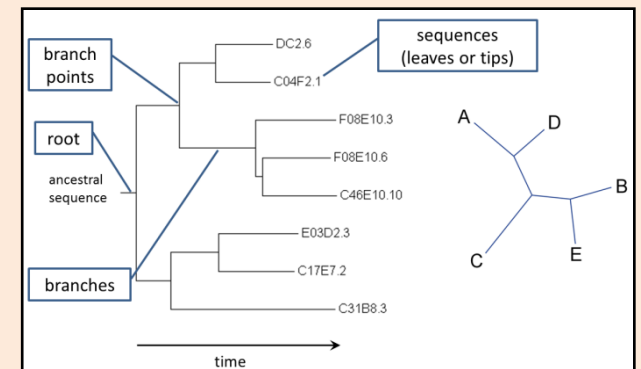 branch
points
sequences
(leaves or tips)
root
ancestral
sequence
branches
DC2.6
C04F2.1
F08E10.3
F08E10.6
C46E10.10
E03D2.3
C17E7.2
C31B8.3
time
A
D
B
C
E